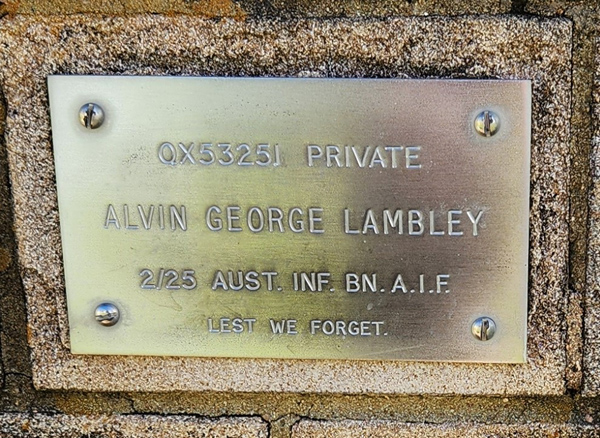 QX53251 PRIVATE
ALVIN GEORGE LAMBLEY
2/25 AUST. INF. BN. A.I.F.
LEST WE FORGET.